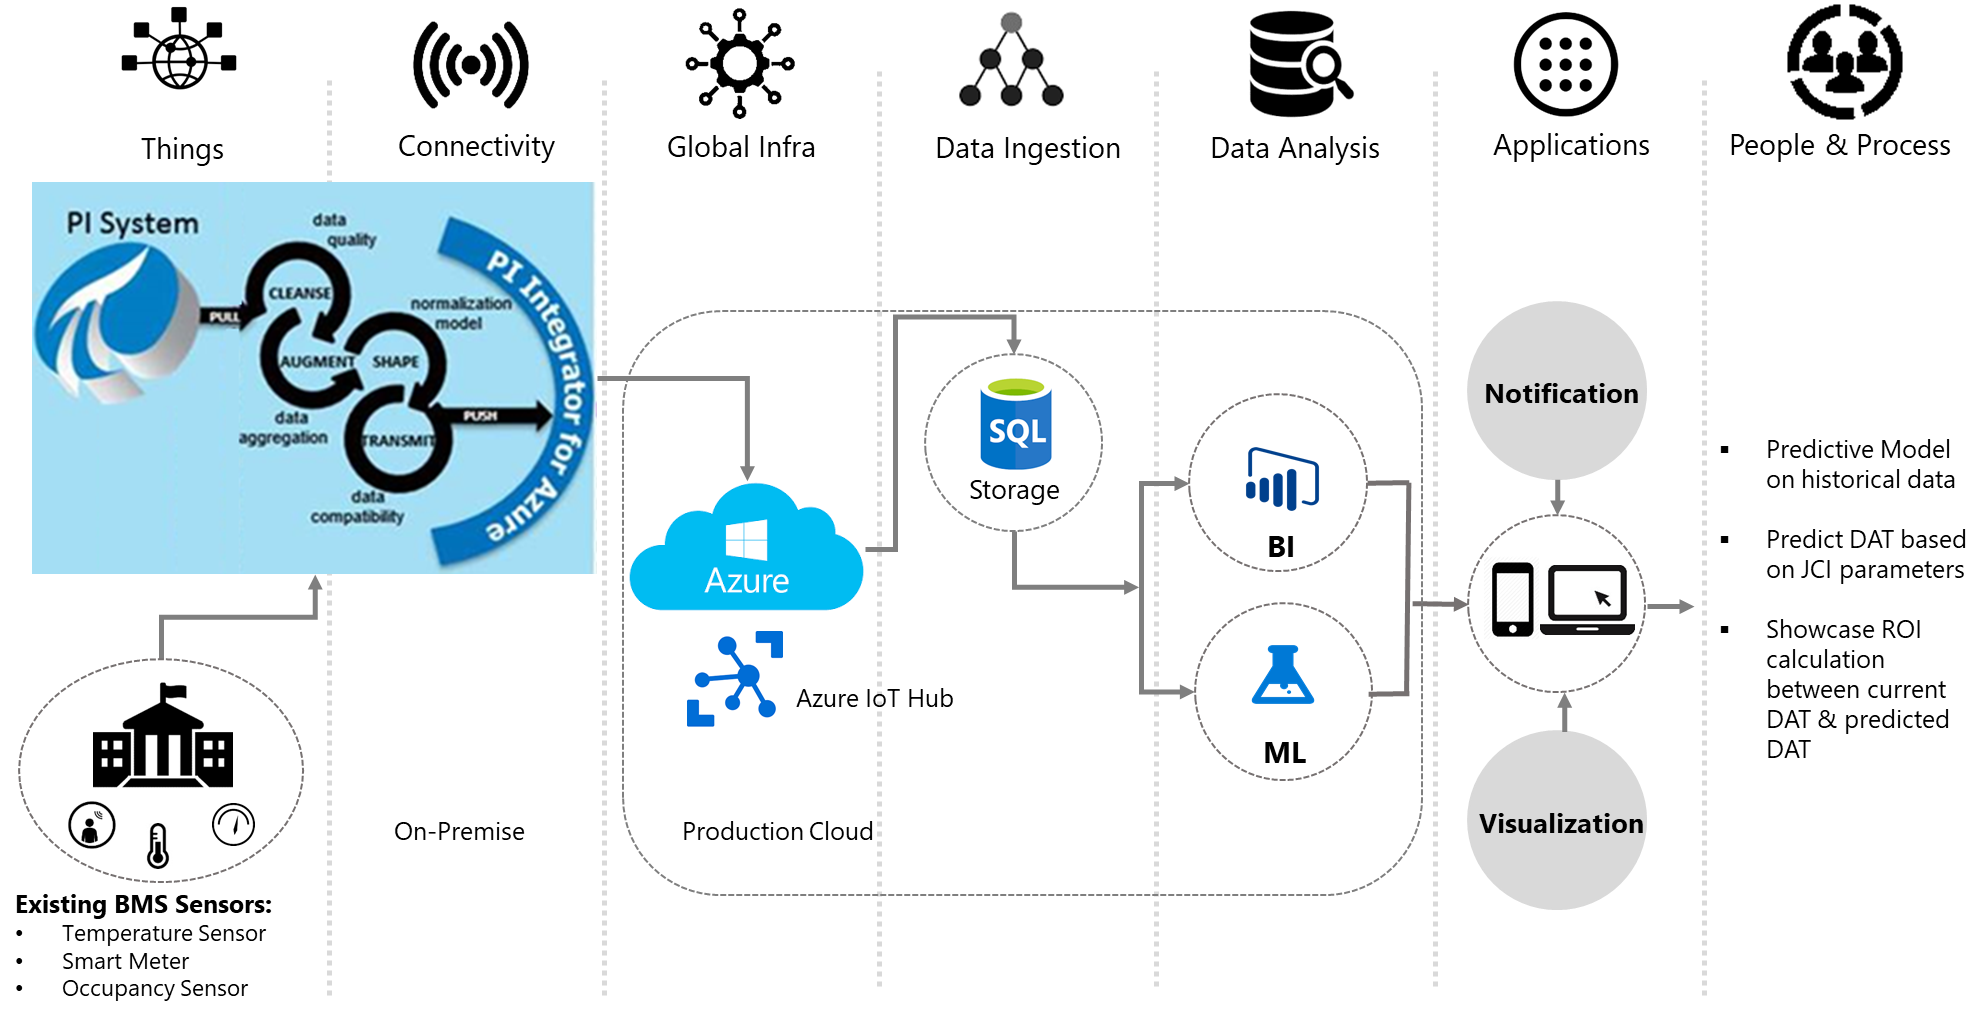 Things
Connectivity
Global Infra
Data Ingestion
Data Analysis
Applications
People & Process
PI System
data
quality
CLEANSE
PULL
normalization
model
AUGMENT
SHAPE
data
aggregation
PUSH
TRANSMIT
data
compatibility
PI Integrator for Azure
Azure
Azure IoT Hub
SQL
Storage
BI
ML
Notification
Visualization
On-Premise
Production Cloud
▪ Predictive Model
on historical data
▪ Predict DAT based
on JCI parameters
▪ Showcase ROI
calculation
between current
DAT & predicted
DAT
Existing BMS Sensors:
• Temperature Sensor
• Smart Meter
• Occupancy Sensor